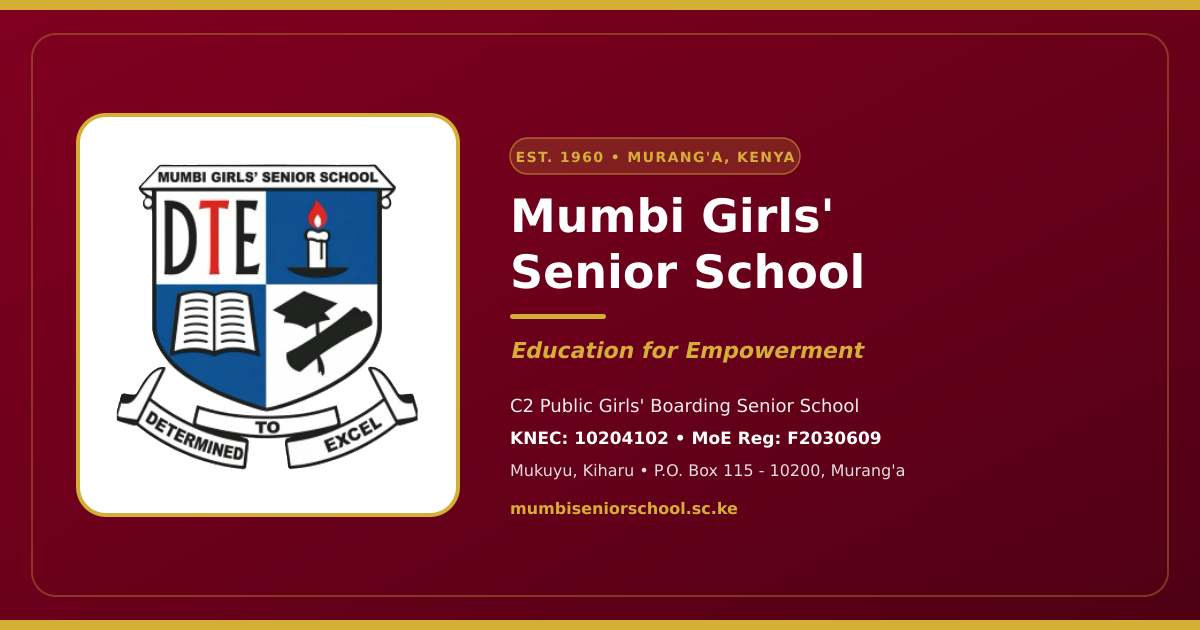 MUMBI GIRLS' SENIOR SCHOOL
DTE
DETERMINED
TO
EXCEL
EST. 1960 • MURANG'A, KENYA
Mumbi Girls'
Senior School
Education for Empowerment
C2 Public Girls' Boarding Senior School
KNEC: 10204102 • MoE Reg: F2030609
Mukuyu, Kiharu • P.O. Box 115 - 10200, Murang'a
mumbiseniorschool.sc.ke